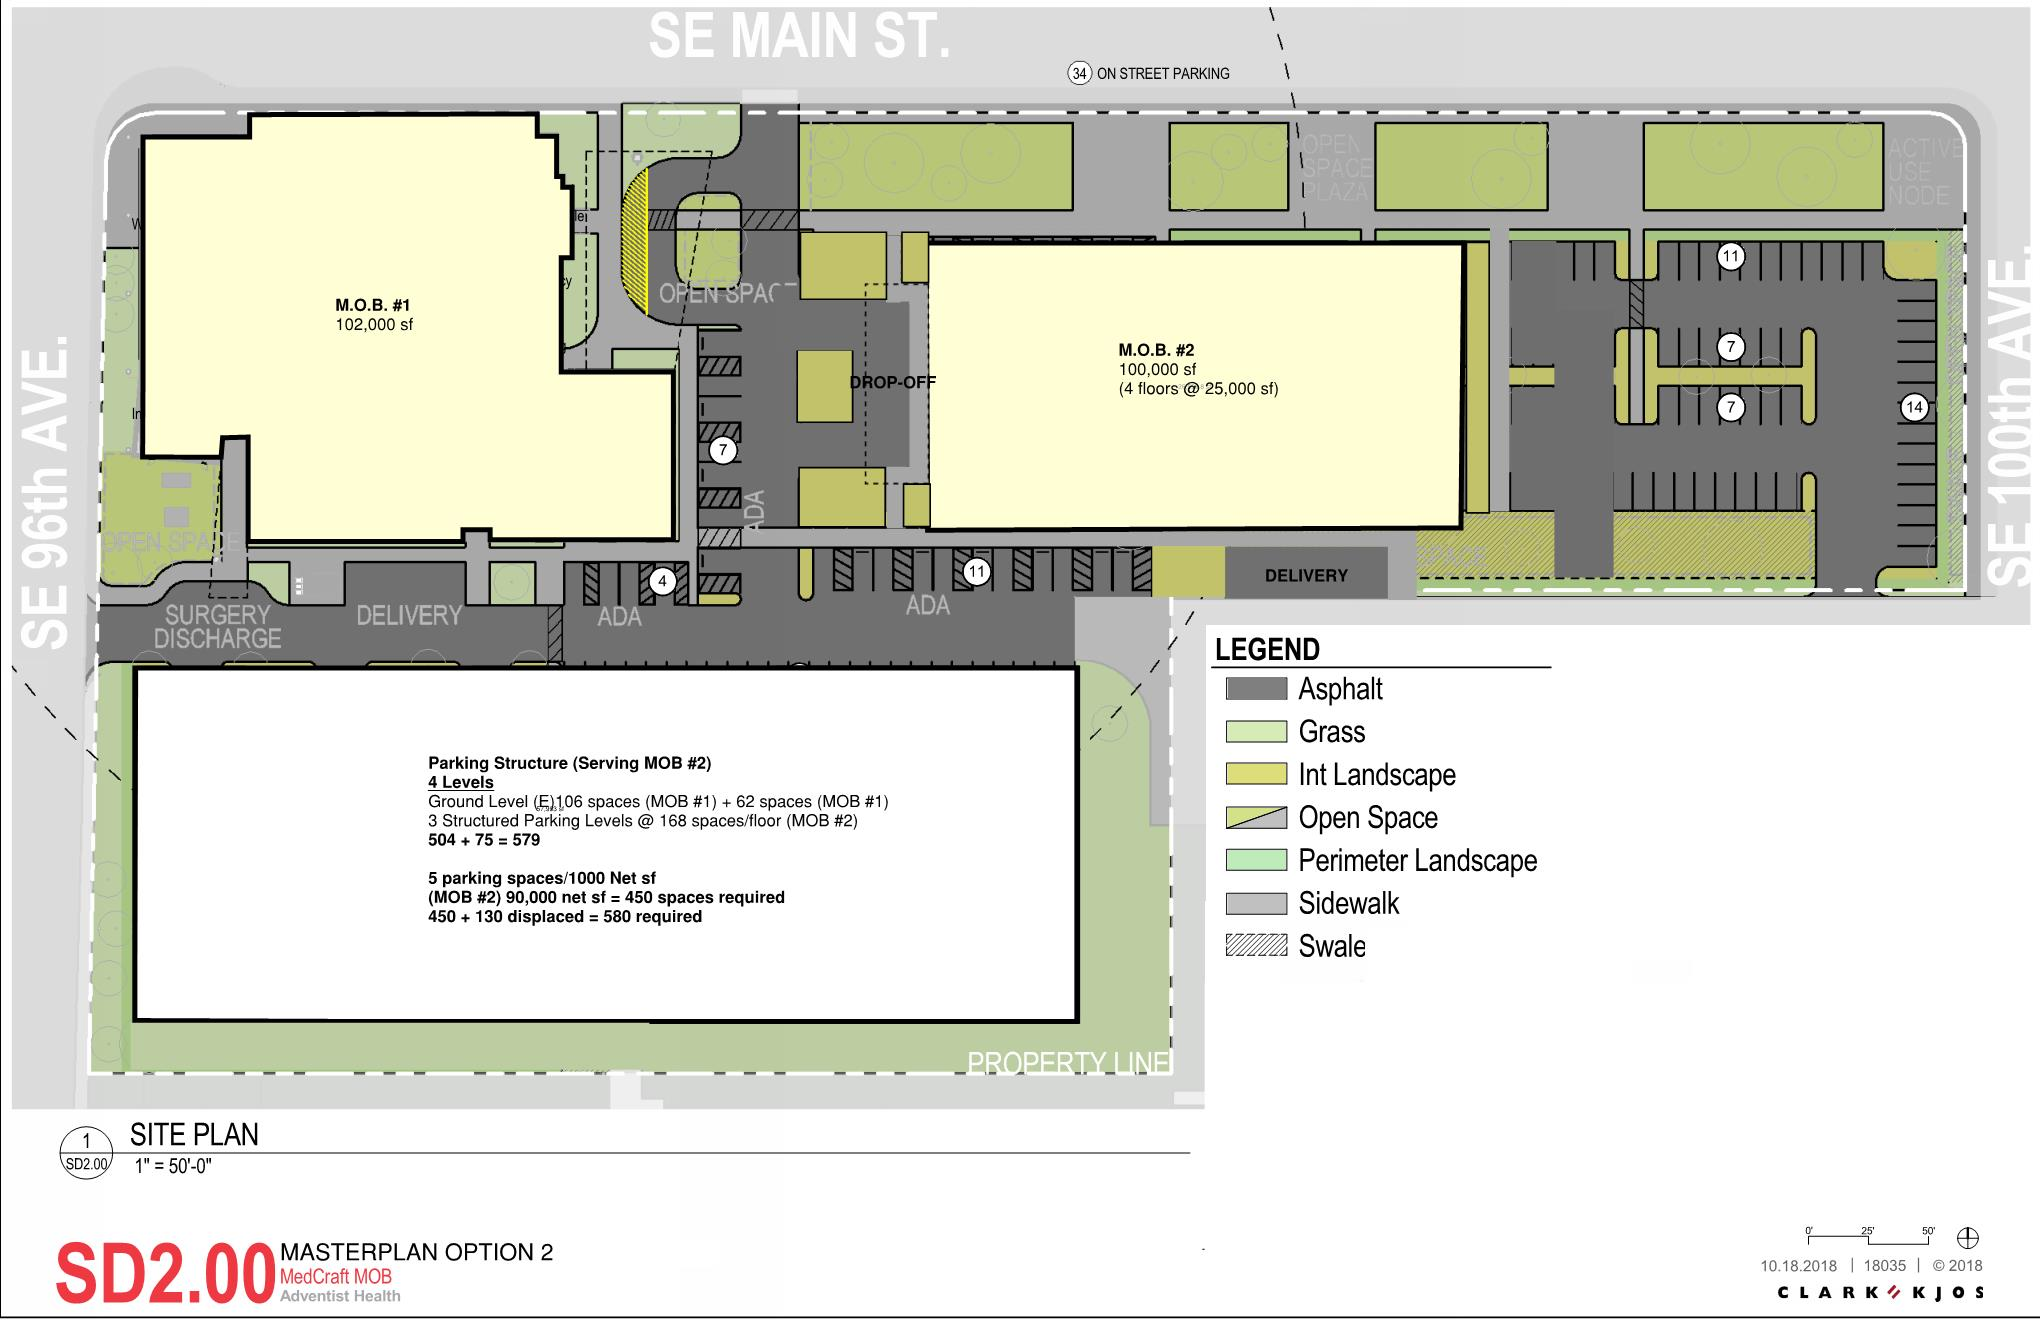 SE MAIN ST.
34 ON STREET PARKING
OPEN
SPACE
PLAZA
ACTIVE
USE
NODE
11
M.O.B. #1
102,000 sf
OPEN SPACE
M.O.B. #2
100,000 sf
(4 floors @ 25,000 sf)
DROP-OFF
7
7
14
7
ADA
SE 96th AVE.
SE 100th AVE.
OPEN SPACE
SPACE
4
11
DELIVERY
SURGERY
DISCHARGE
DELIVERY
ADA
ADA
LEGEND
Asphalt
Grass
Int Landscape
Open Space
Perimeter Landscape
Sidewalk
Swale
Parking Structure (Serving MOB #2)
4 Levels
Ground Level (E)106 spaces (MOB #1) + 62 spaces (MOB #1)
3 Structured Parking Levels @ 168 spaces/floor (MOB #2)
504 + 75 = 579
5 parking spaces/1000 Net sf
(MOB #2) 90,000 net sf = 450 spaces required
450 + 130 displaced = 580 required
PROPERTY LINE
1
SD2.00
SITE PLAN
1" = 50'-0"
SD2.00
MASTERPLAN OPTION 2
MedCraft MOB
Adventist Health
0' 25' 50'
10.18.2018 | 18035 | © 2018
CLARK KJOS